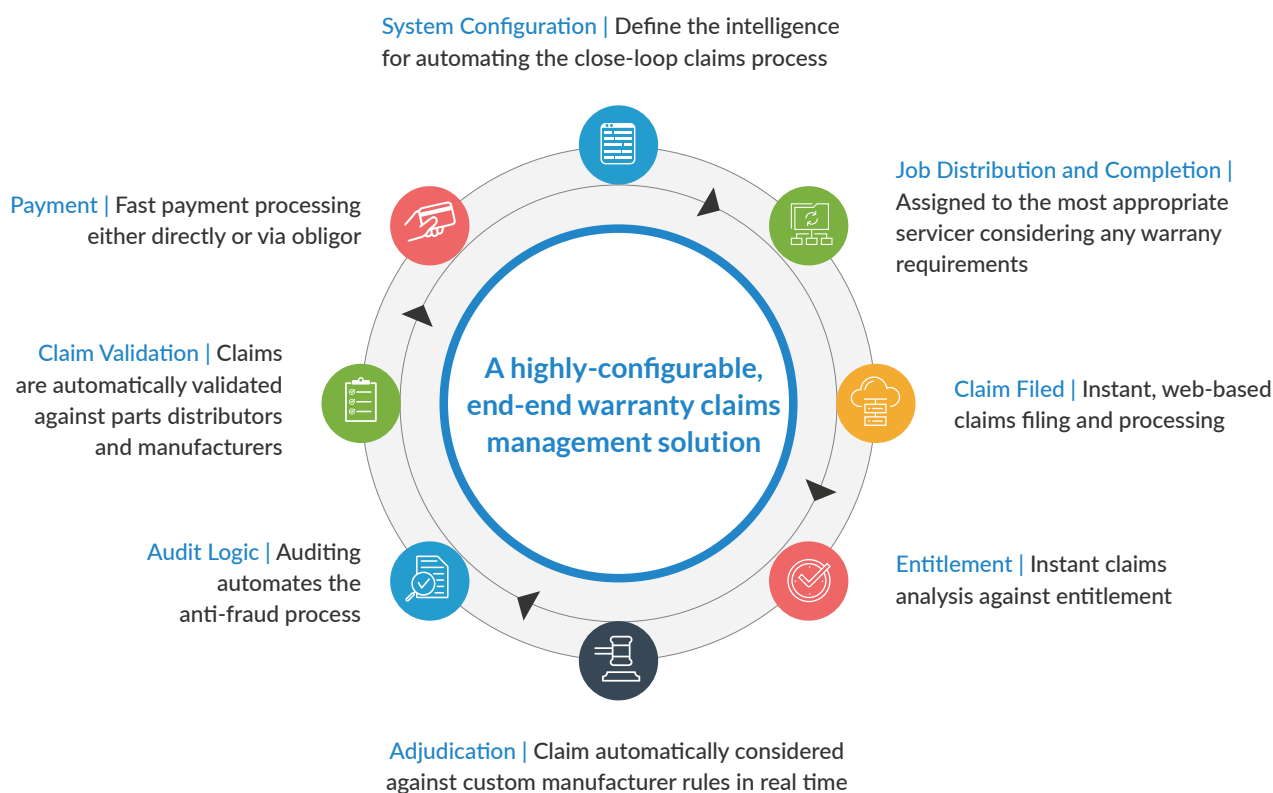 System Configuration | Define the intelligence
for automating the close-loop claims process
Job Distribution and Completion |
Assigned to the most appropriate
servicer considering any warrany
requirements
Claim Filed | Instant, web-based
claims filing and processing
Entitlement | Instant claims
analysis against entitlement
Adjudication | Claim automatically considered
against custom manufacturer rules in real time
Audit Logic | Auditing
automates the
anti-fraud process
Claim Validation | Claims
are automatically validated
against parts distributors
and manufacturers
Payment | Fast payment processing
either directly or via obligor
A highly-configurable,
end-end warranty claims
management solution